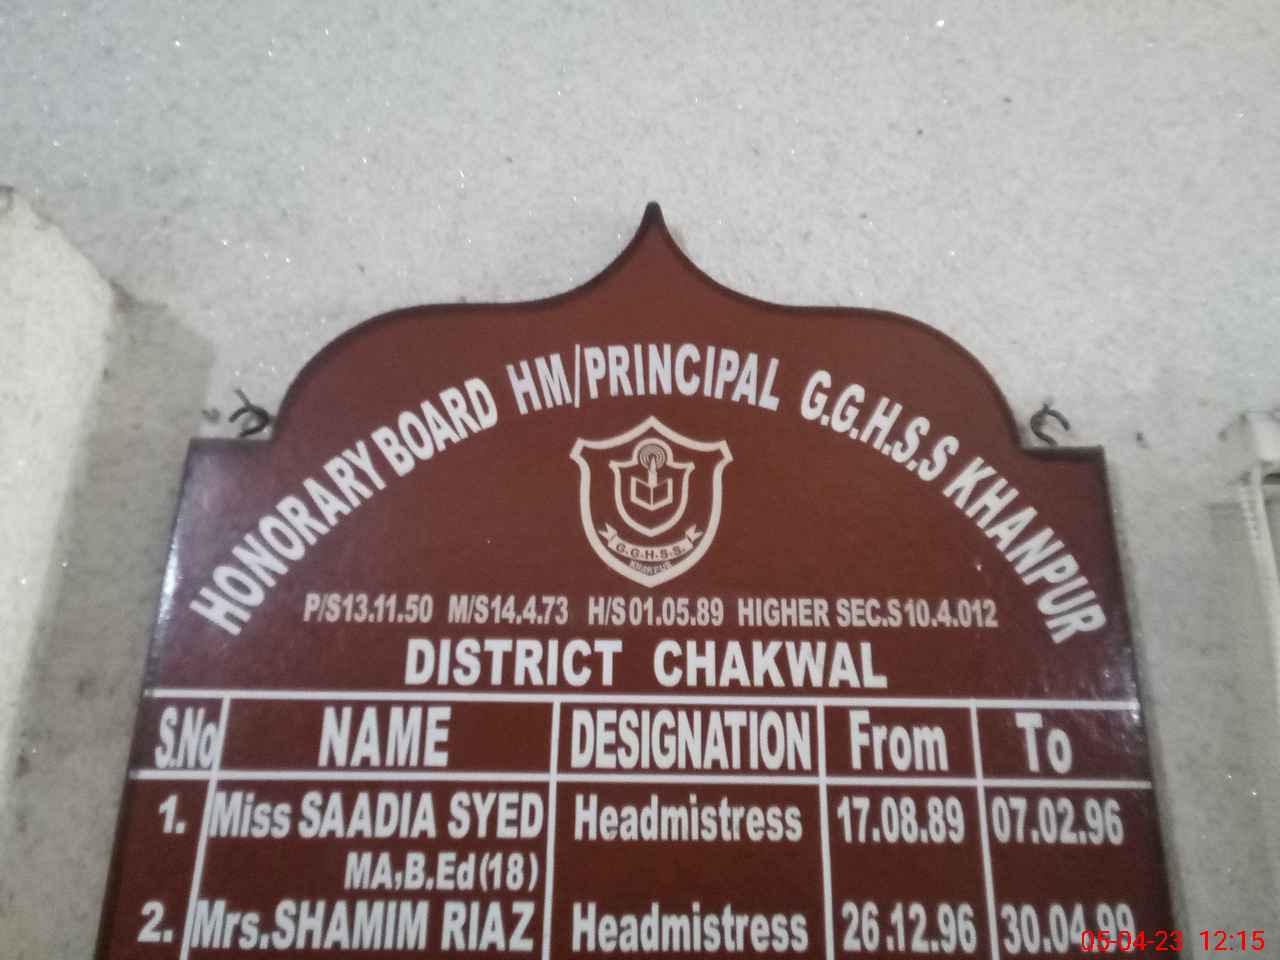 HONORARY BOARD HM/PRINCIPAL G.G.H.S.S KHANPUR
G.G.H.S.S.
KHANPUR
P/S13.11.50 M/S14.4.73 H/S01.05.89 HIGHER SEC.S10.4.012
DISTRICT CHAKWAL
S.No NAME DESIGNATION From To
1. Miss SAADIA SYED Headmistress 17.08.89 07.02.96
MA,B.Ed(18)
2. Mrs.SHAMIM RIAZ Headmistress 26.12.96 30.04.99
05-04-23 12:15